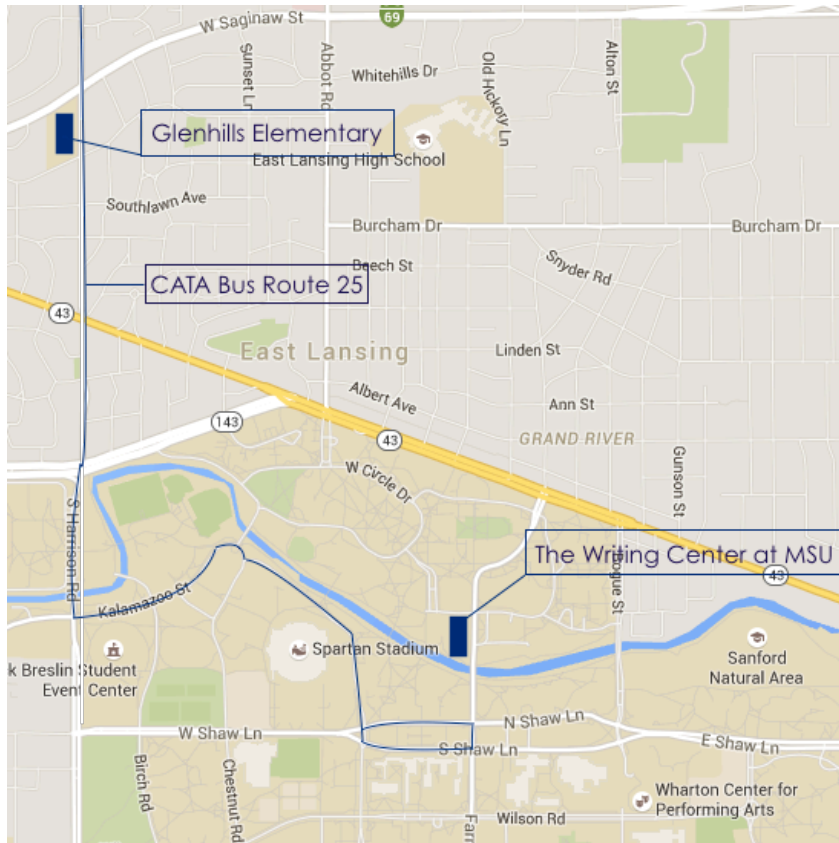 69
W Saginaw St
Abbot Rd
Sunset Ln
Whitehills Dr
Old Hickory Ln
Alton St
Glenhills Elementary
East Lansing High School
Southlawn Ave
Burcham Dr
Burcham Dr
Beech St
Snyder Rd
CATA Bus Route 25
43
East Lansing
Linden St
Albert Ave
Ann St
143
43
GRAND RIVER
W Circle Dr
Gunson St
S Harrison Rd
The Writing Center at MSU
43
Bogue St
Kalamazoo St
Spartan Stadium
k Breslin Student
Event Center
Sanford
Natural Area
W Shaw Ln
N Shaw Ln
S Shaw Ln
E Shaw Ln
Birch Rd
Chestnut Rd
Farr
Wilson Rd
Wharton Center for
Performing Arts